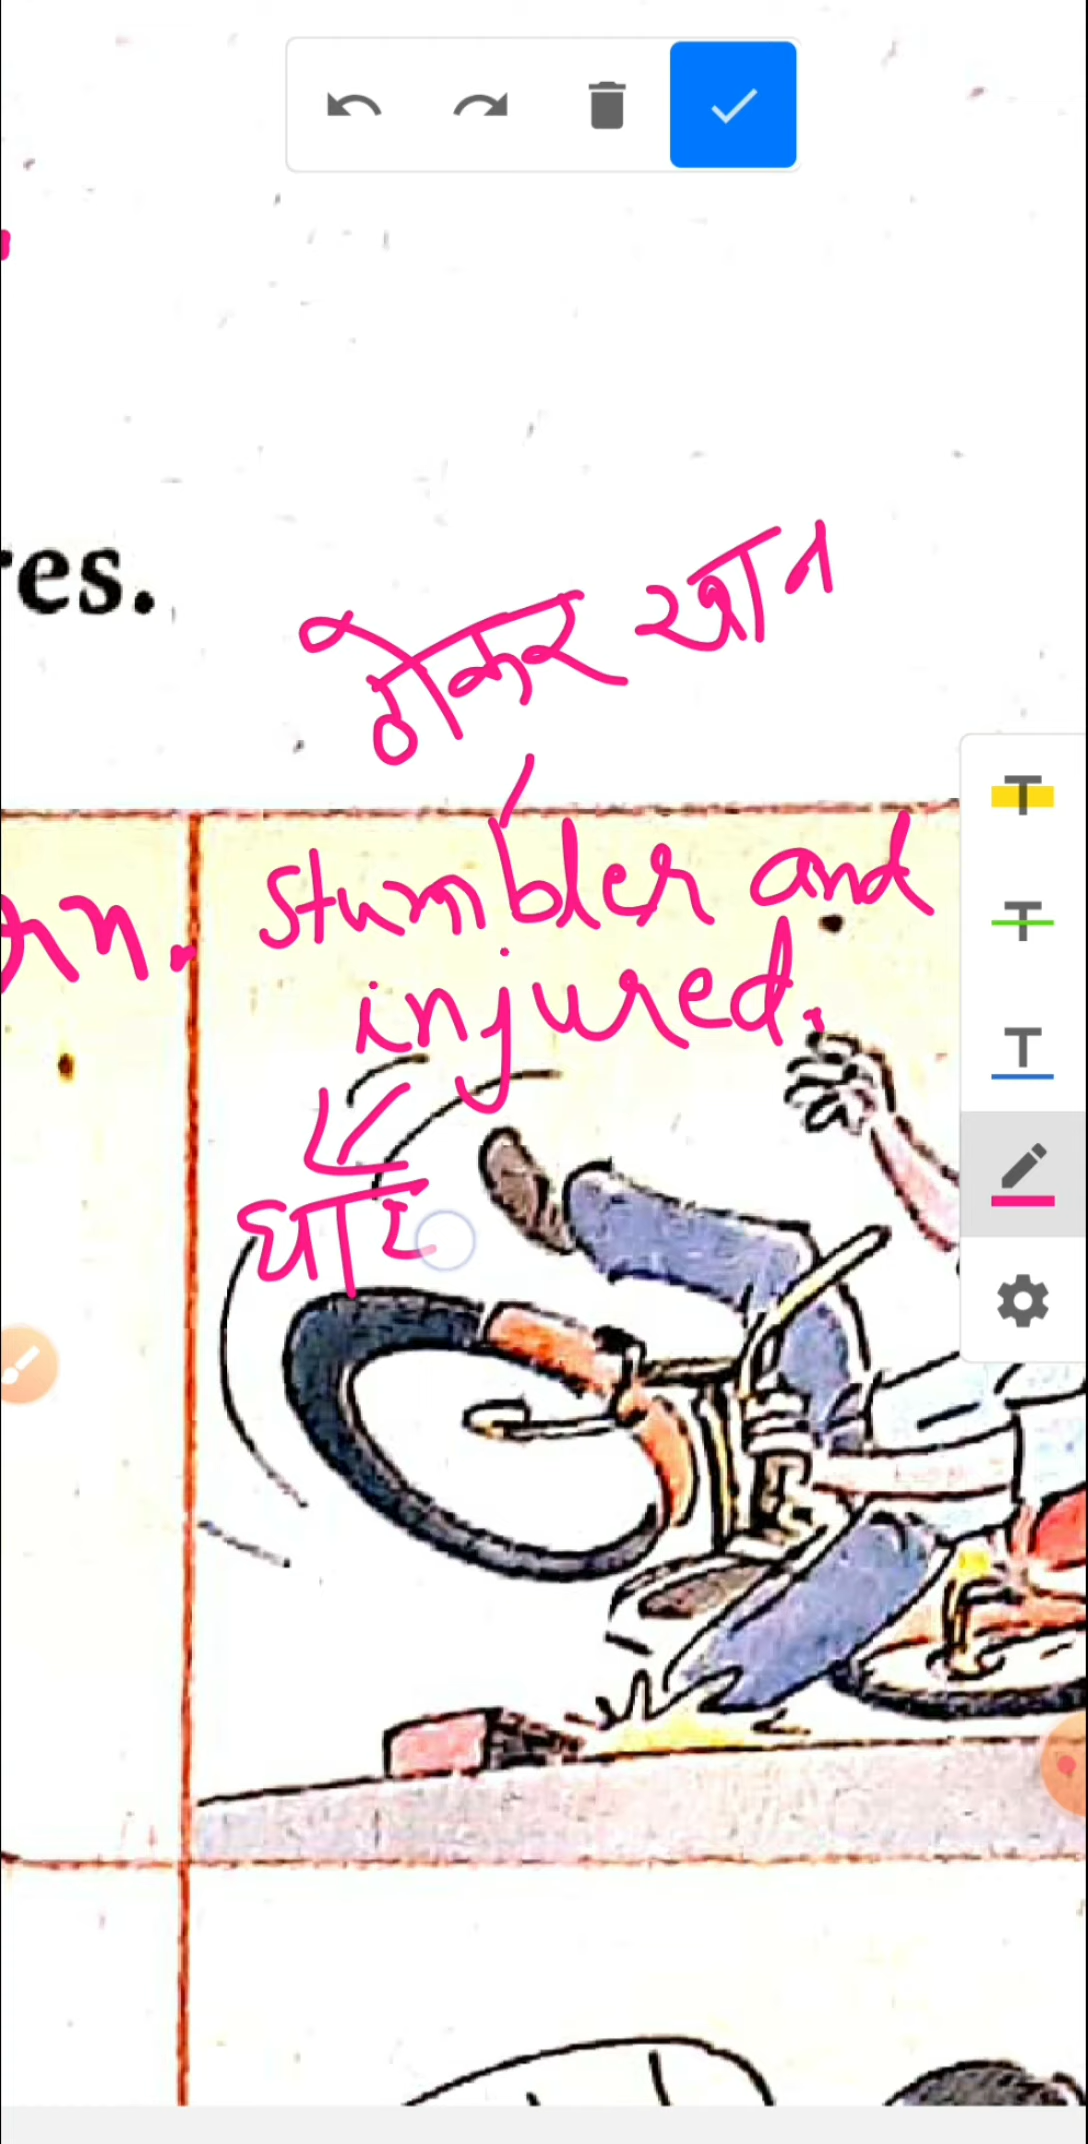 es.
ठोकर खान
stumbler and
injured.
घाट